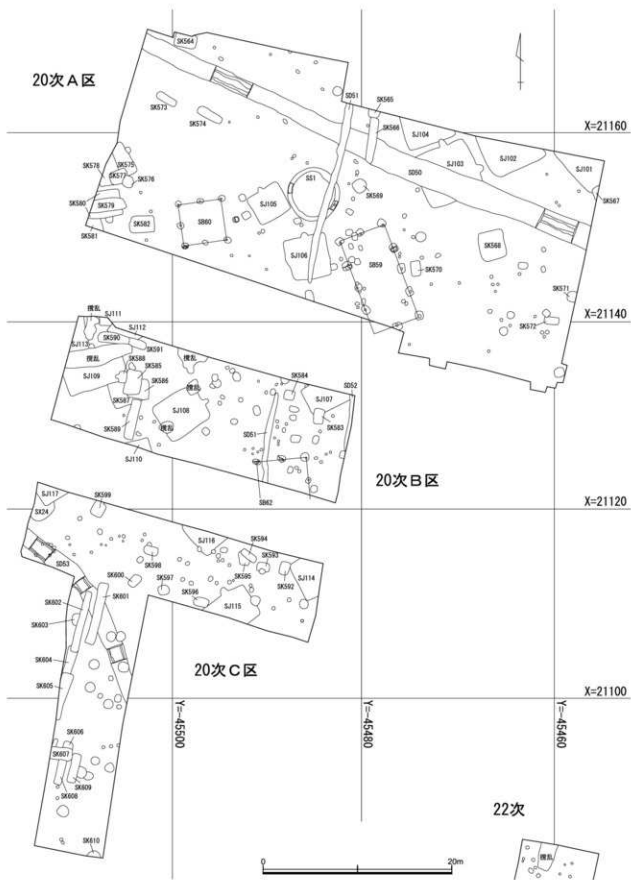 20次A区
SK564
SK573
SK574
SD51
SK565
SK566
SJ104
SJ103
SJ102
SJ101
X=21160
SK567
SD50
SK578
SK575
SK577
SK576
SK580
SK579
SK581
SK582
SB60
SJ105
SS1
SK569
SJ106
SB59
SK570
SK568
SK571
SK572
X=21140
攪乱
SJ111
SJ112
SJ113
SK590
SK591
攪乱
SK588
SK585
攪乱
SJ109
SK586
攪乱
SK587
SJ108
SK589
攪乱
SJ110
SK584
SD52
SJ107
SK583
SD51
SB62
20次B区
X=21120
SJ117
SK599
SX24
SD53
SK598
SJ116
SK594
SK593
SK595
SK592
SJ114
SK600
SK597
SK596
SJ115
SK602
SK601
SK603
SK604
SK605
20次C区
X=21100
Y=-45500
Y=-45480
Y=-45460
SK606
SK607
SK608
SK609
SK610
22次
攪乱
0
20m